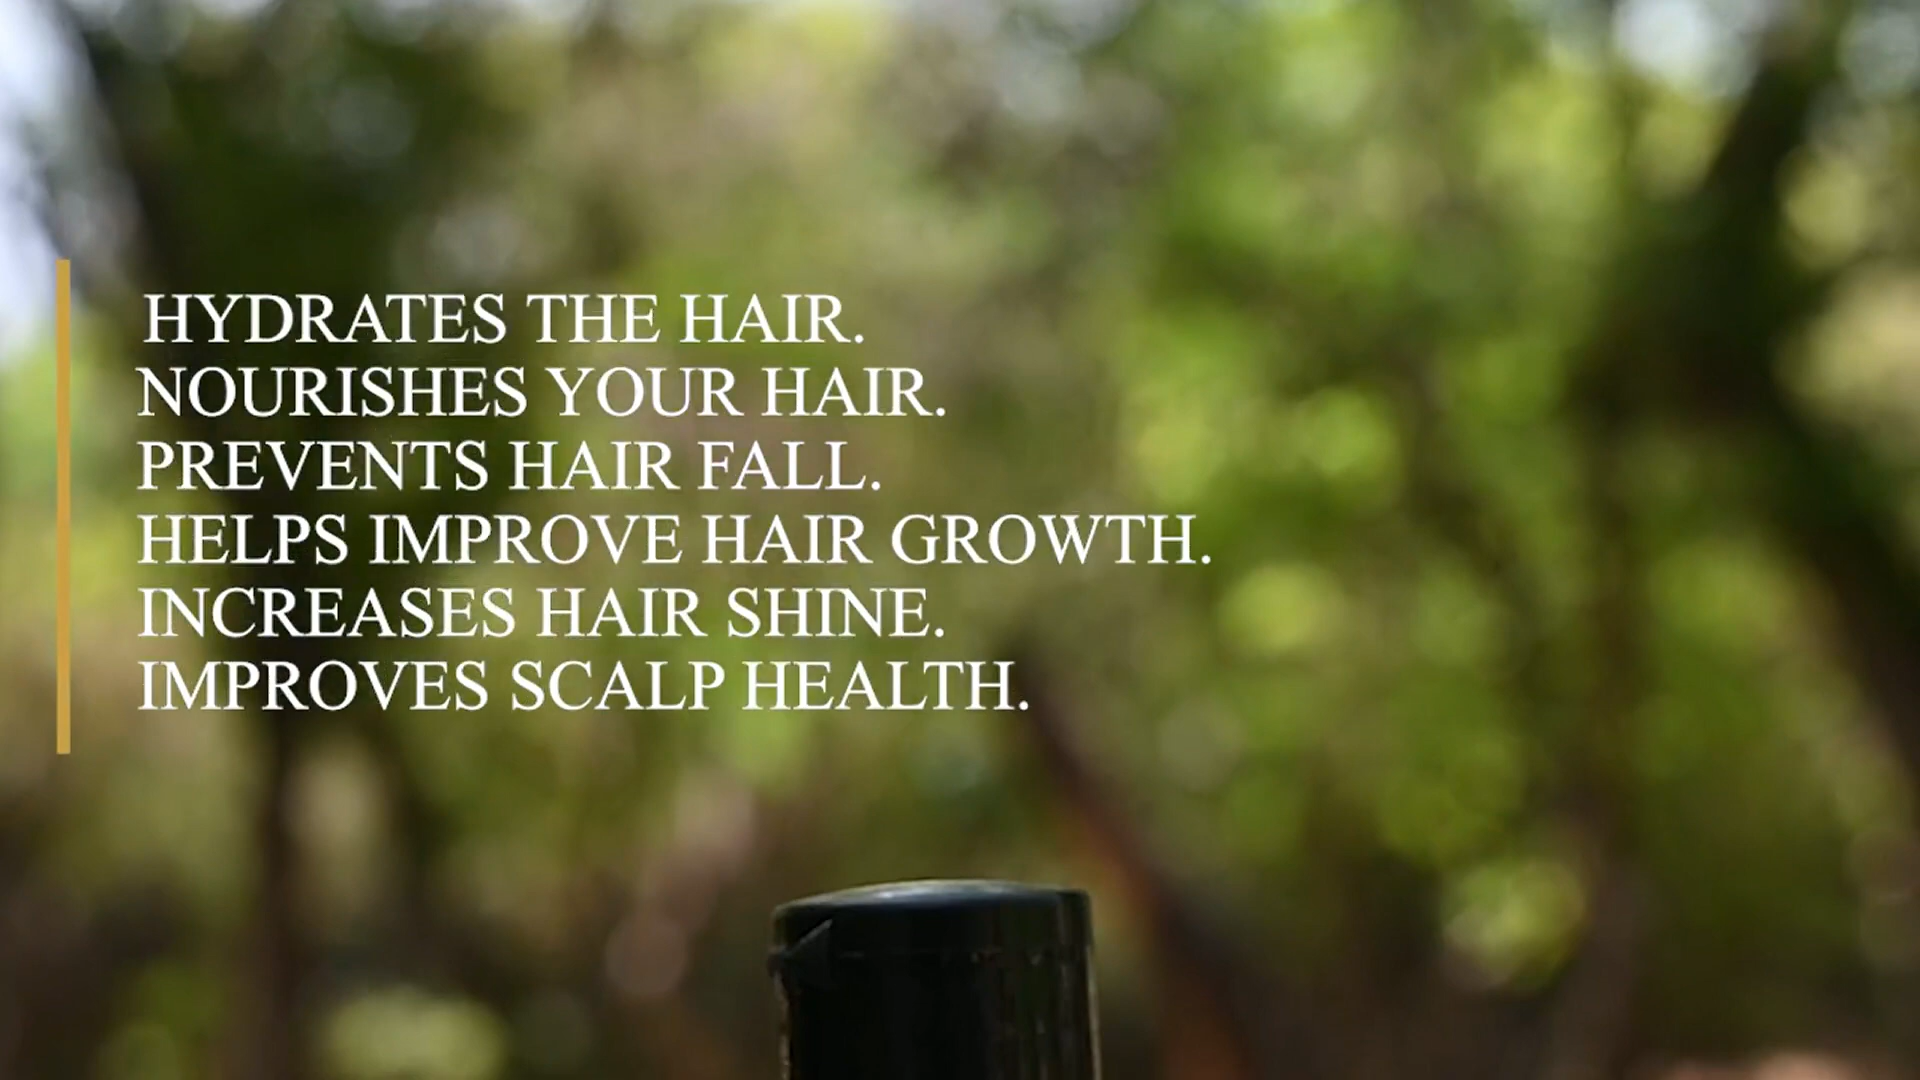 HYDRATES THE HAIR.
NOURISHES YOUR HAIR.
PREVENTS HAIR FALL.
HELPS IMPROVE HAIR GROWTH.
INCREASES HAIR SHINE.
IMPROVES SCALP HEALTH.